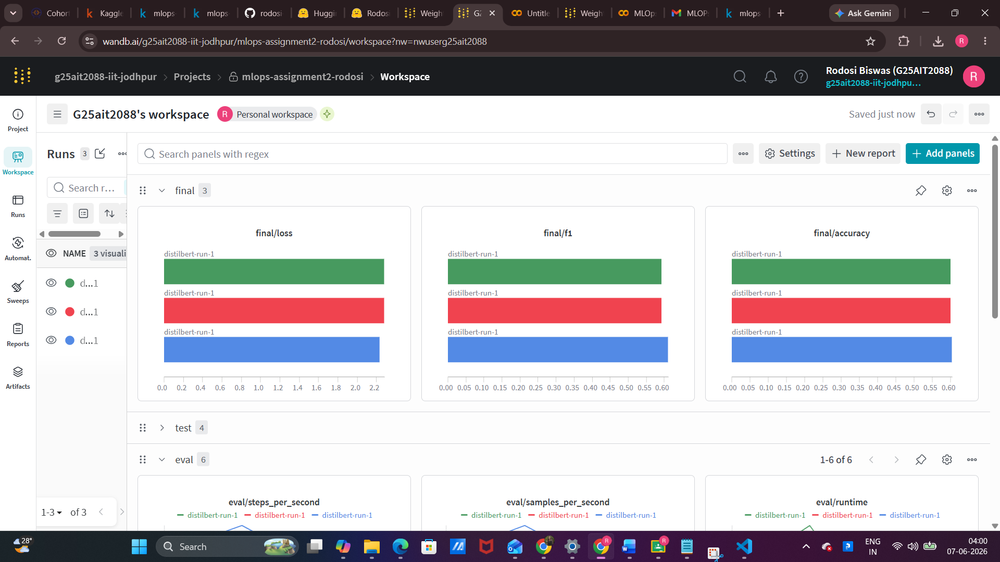 Cohor
Kaggle
mlops-
mlops-
rodosi
Huggin
Rodos
Weigh
G2
Untitle
Weigh
MLOp
MLOP
mlops
Ask Gemini
wandb.ai/g25ait2088-iit-jodhpur/mlops-assignment2-rodosi/workspace?nw=nwuserg25ait2088
R
g25ait2088-iit-jodhpur > Projects > mlops-assignment2-rodosi > Workspace
Rodosi Biswas (G25AIT2088)
g25ait2088-iit-jodhpu...
R
Project
Workspace
Runs
Automat.
Sweeps
Reports
Artifacts
G25ait2088's workspace
R Personal workspace
Saved just now
Runs 3
Search r...
NAME 3 visuali
d...1
d...1
d...1
1-3 of 3
Search panels with regex
Settings
New report
Add panels
final 3
final/loss
distilbert-run-1
distilbert-run-1
distilbert-run-1
0.0 0.2 0.4 0.6 0.8 1.0 1.2 1.4 1.6 1.8 2.0 2.2
final/f1
distilbert-run-1
distilbert-run-1
distilbert-run-1
0.00 0.05 0.10 0.15 0.20 0.25 0.30 0.35 0.40 0.45 0.50 0.55 0.60
final/accuracy
distilbert-run-1
distilbert-run-1
distilbert-run-1
0.00 0.05 0.10 0.15 0.20 0.25 0.30 0.35 0.40 0.45 0.50 0.55 0.60
test 4
eval 6
1-6 of 6
eval/steps_per_second
distilbert-run-1 distilbert-run-1 distilbert-run-1
eval/samples_per_second
distilbert-run-1 distilbert-run-1 distilbert-run-1
eval/runtime
distilbert-run-1 distilbert-run-1 distilbert-run-1
28°
Search
ENG
IN
04:00
07-06-2026